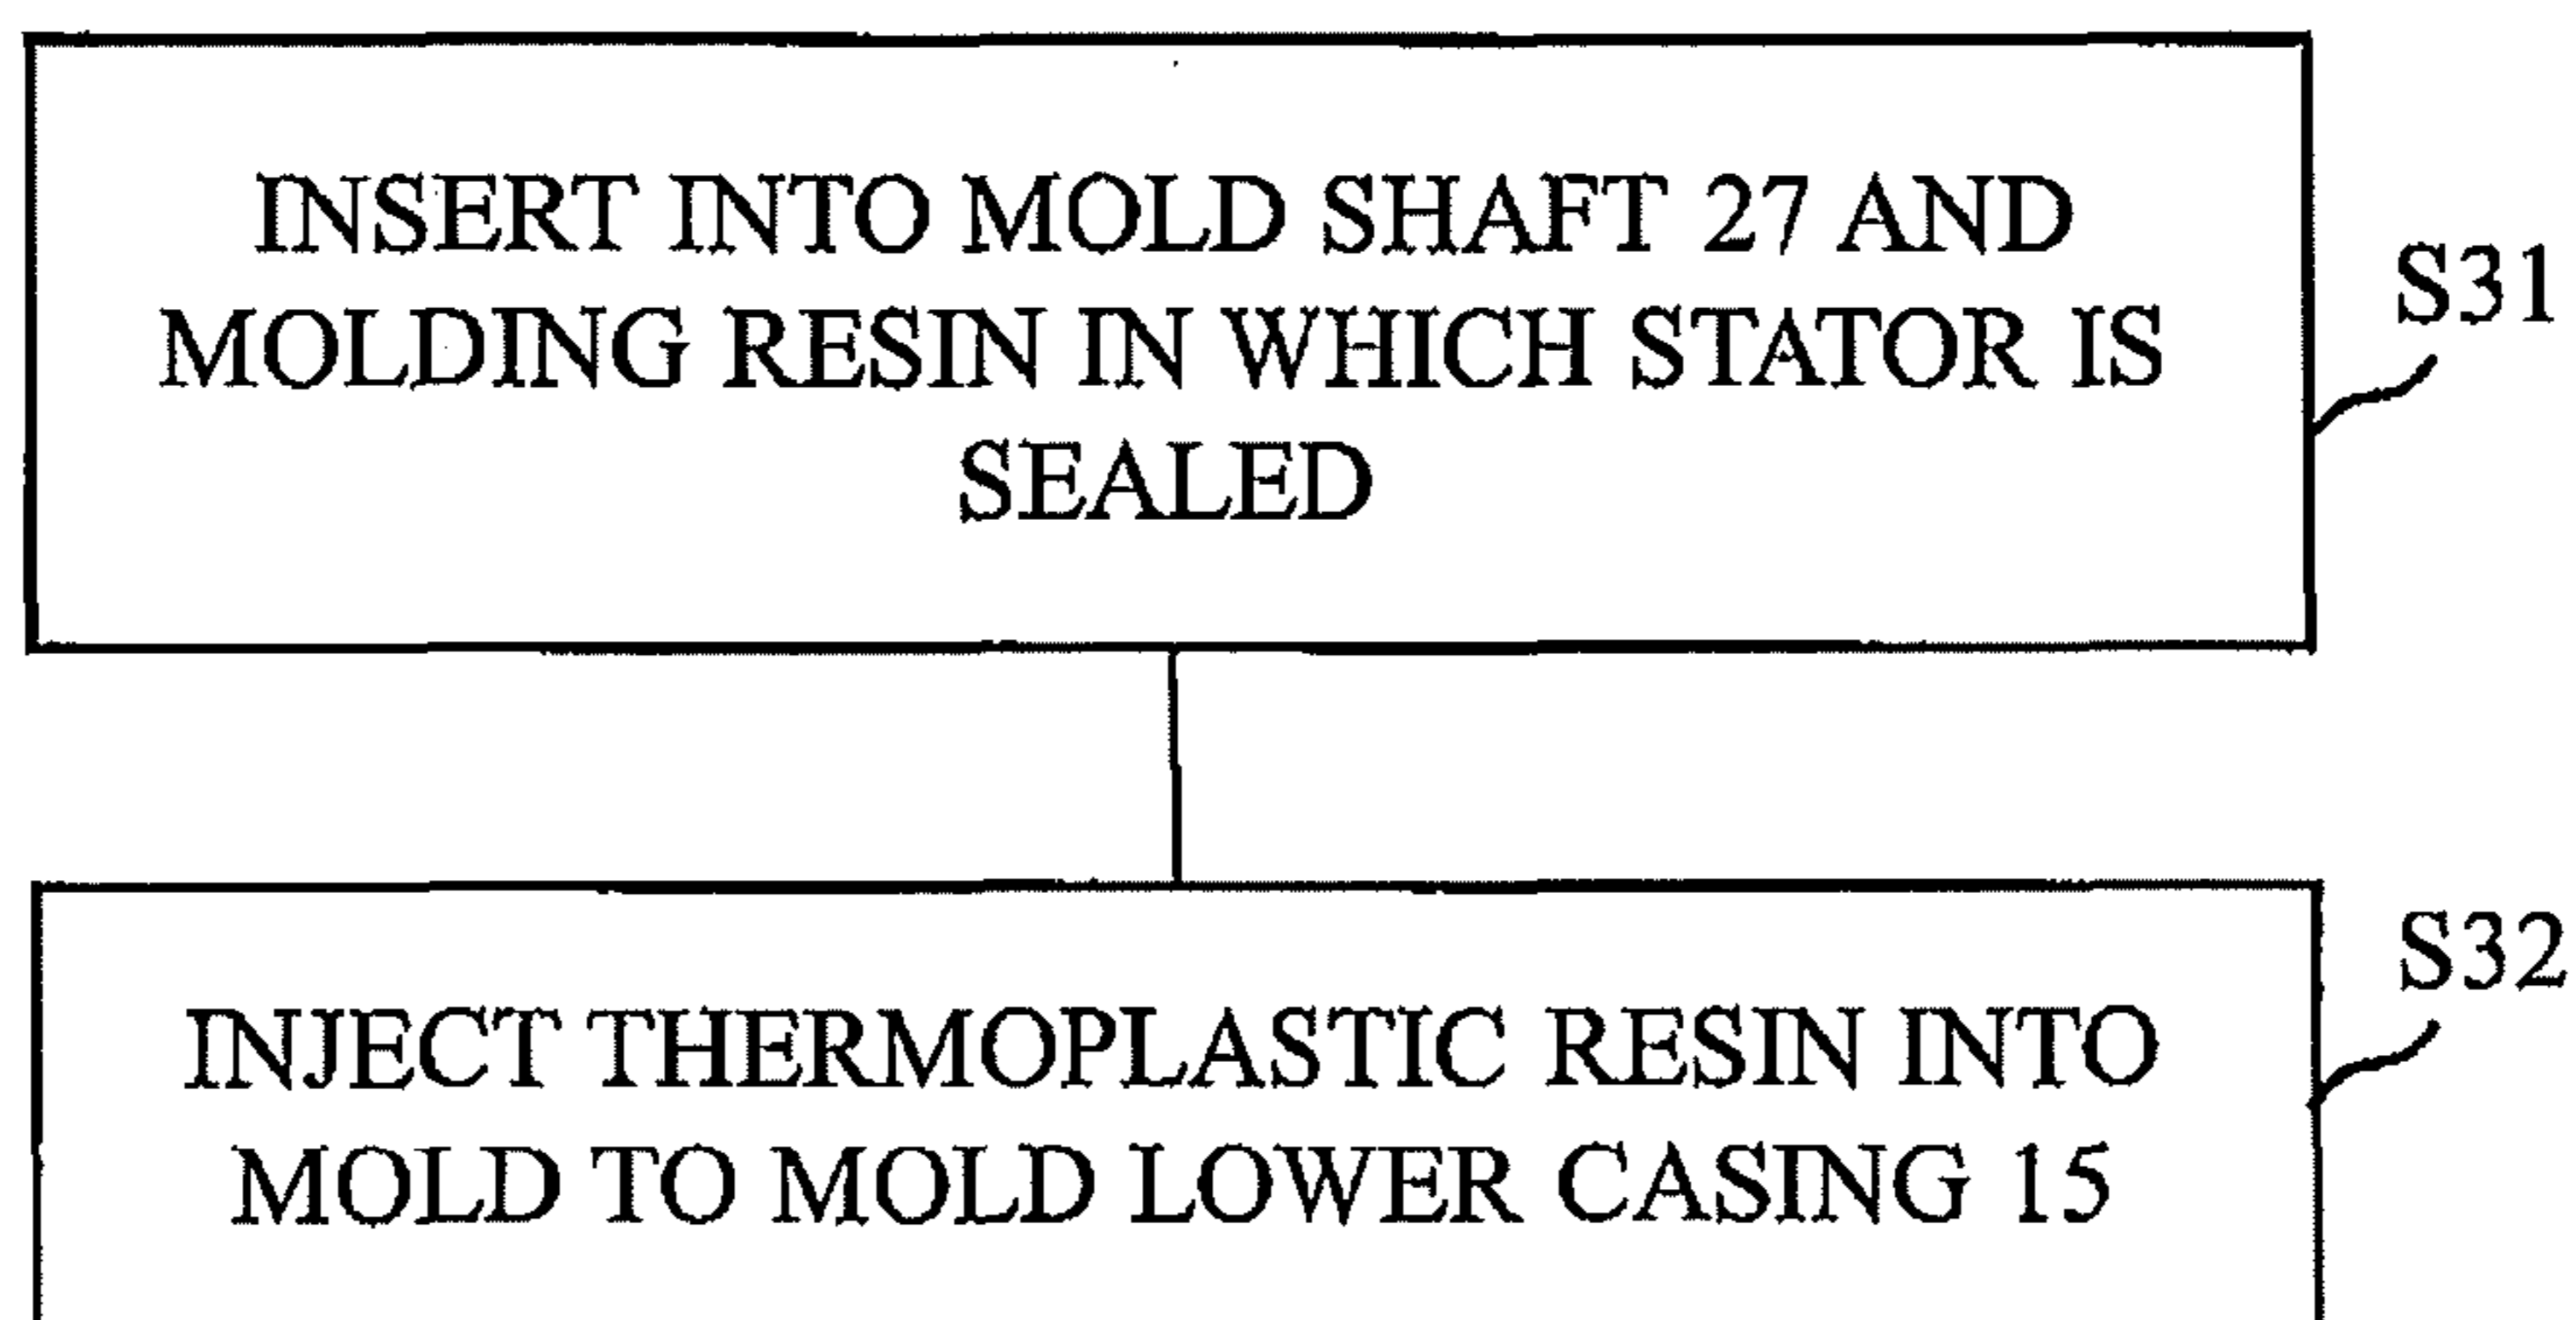 INSERT INTO MOLD SHAFT 27 AND
MOLDING RESIN IN WHICH STATOR IS
SEALED
S31
INJECT THERMOPLASTIC RESIN INTO
MOLD TO MOLD LOWER CASING 15
S32